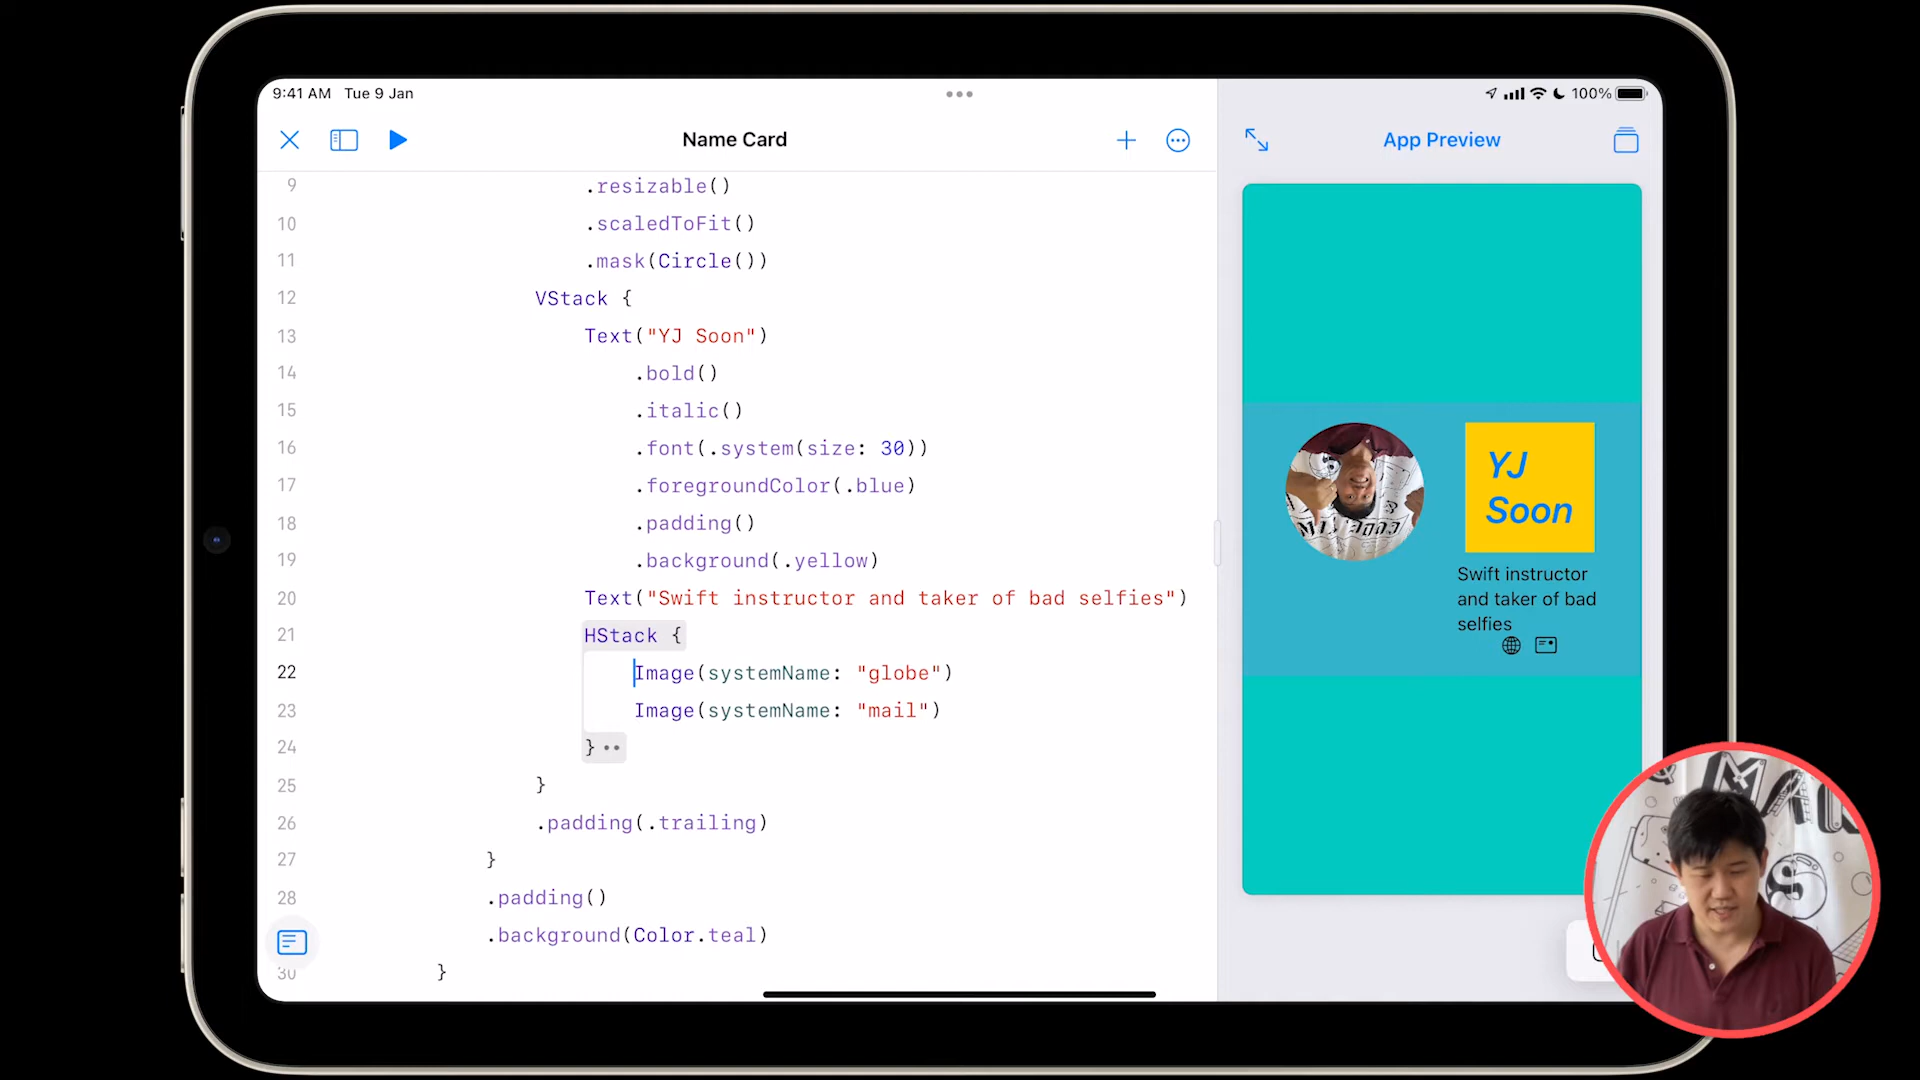 9:41 AM Tue 9 Jan
100%
Name Card
App Preview
9 .resizable()
10 .scaledToFit()
11 .mask(Circle())
12 VStack {
13 Text("YJ Soon")
14 .bold()
15 .italic()
16 .font(.system(size: 30))
17 .foregroundColor(.blue)
18 .padding()
19 .background(.yellow)
20 Text("Swift instructor and taker of bad selfies")
21 HStack {
22 Image(systemName: "globe")
23 Image(systemName: "mail")
24 }
25 }
26 .padding(.trailing)
27 }
28 .padding()
.background(Color.teal)
30 }
YJ
Soon
Swift instructor
and taker of bad
selfies